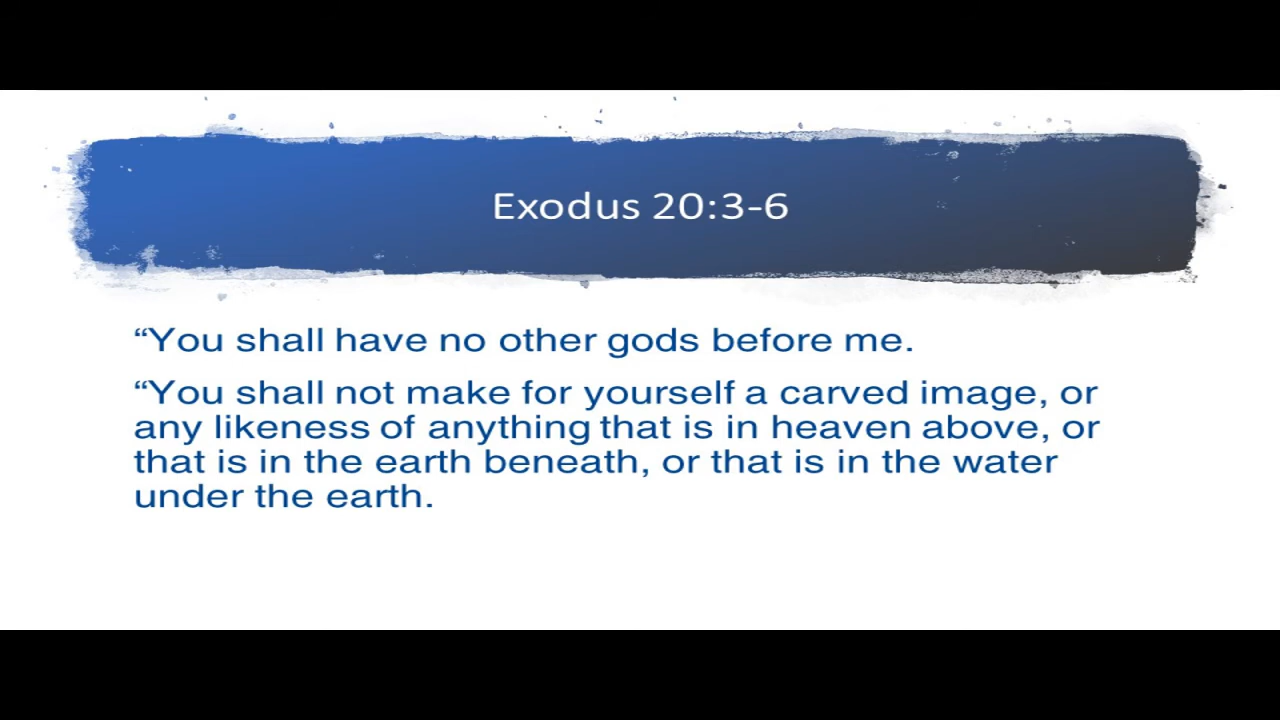 Exodus 20:3-6
“You shall have no other gods before me.
“You shall not make for yourself a carved image, or
any likeness of anything that is in heaven above, or
that is in the earth beneath, or that is in the water
under the earth.